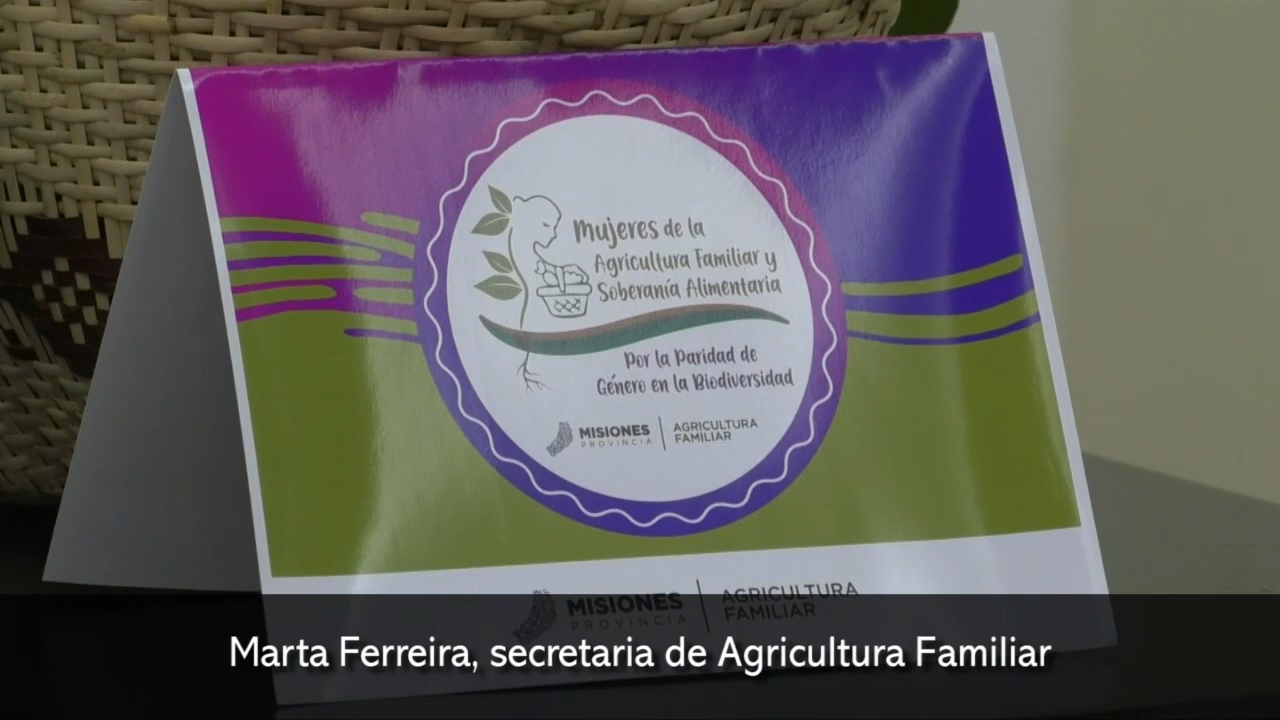 Mujeres de la
Agricultura Familiar y
Soberanía Alimentaria
Por la Paridad de
Género en la Biodiversidad
MISIONES
PROVINCIA
AGRICULTURA
FAMILIAR
MISIONES
PROVINCIA
AGRICULTURA
FAMILIAR
Marta Ferreira, secretaria de Agricultura Familiar